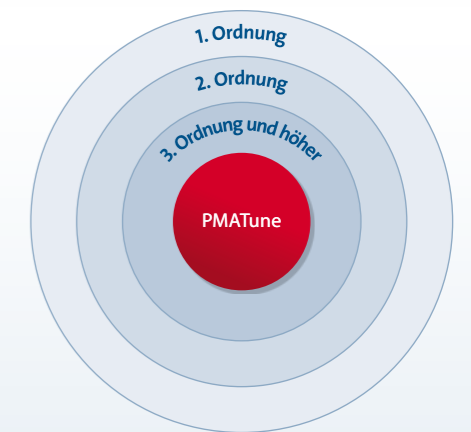 1. Ordnung
2. Ordnung
3. Ordnung und höher
PMATune